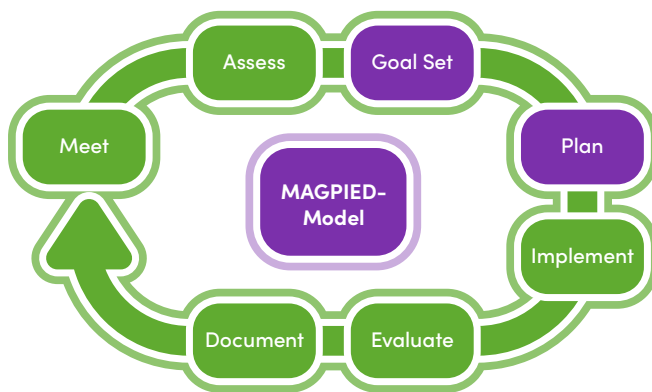 Assess
Goal Set
Meet
Plan
MAGPIED-
Model
Implement
Document
Evaluate